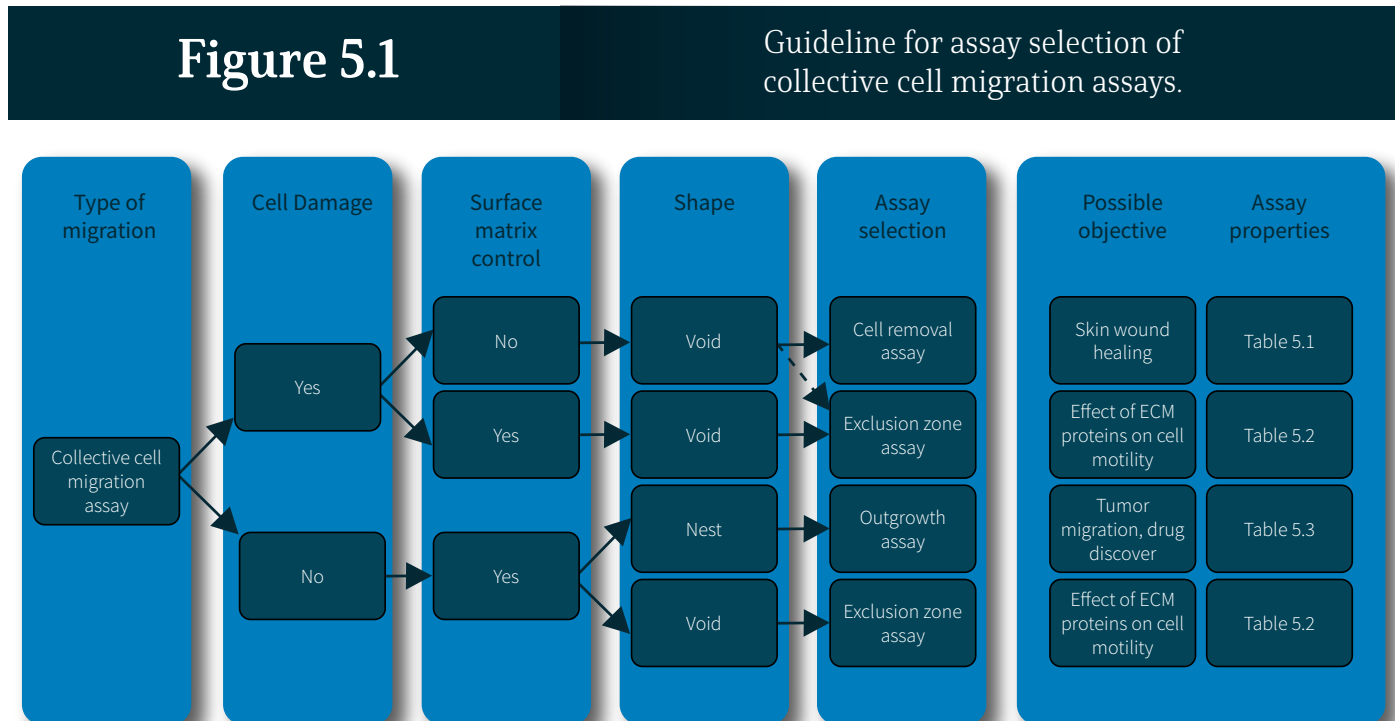 Figure 5.1
Guideline for assay selection of
collective cell migration assays.
Type of
migration
Cell Damage
Surface
matrix
control
Shape
Assay
selection
Possible
objective
Assay
properties
Collective cell
migration
assay
Yes
No
No
Yes
Yes
Void
Void
Nest
Void
Cell removal
assay
Exclusion zone
assay
Outgrowth
assay
Exclusion zone
assay
Skin wound
healing
Effect of ECM
proteins on cell
motility
Tumor
migration, drug
discover
Effect of ECM
proteins on cell
motility
Table 5.1
Table 5.2
Table 5.3
Table 5.2